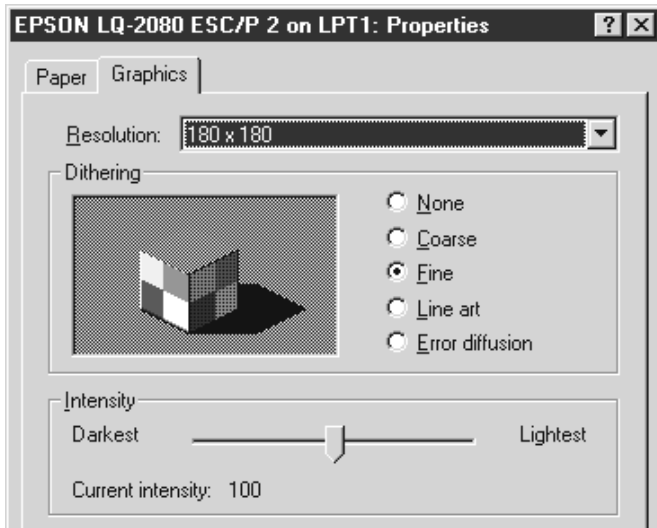 EPSON LQ-2080 ESC/P 2 on LPT1: Properties ? ×
Paper Graphics
Resolution: 180 x 180
Dithering
None
Coarse
Fine
Line art
Error diffusion
Intensity
Darkest Lightest
Current intensity: 100